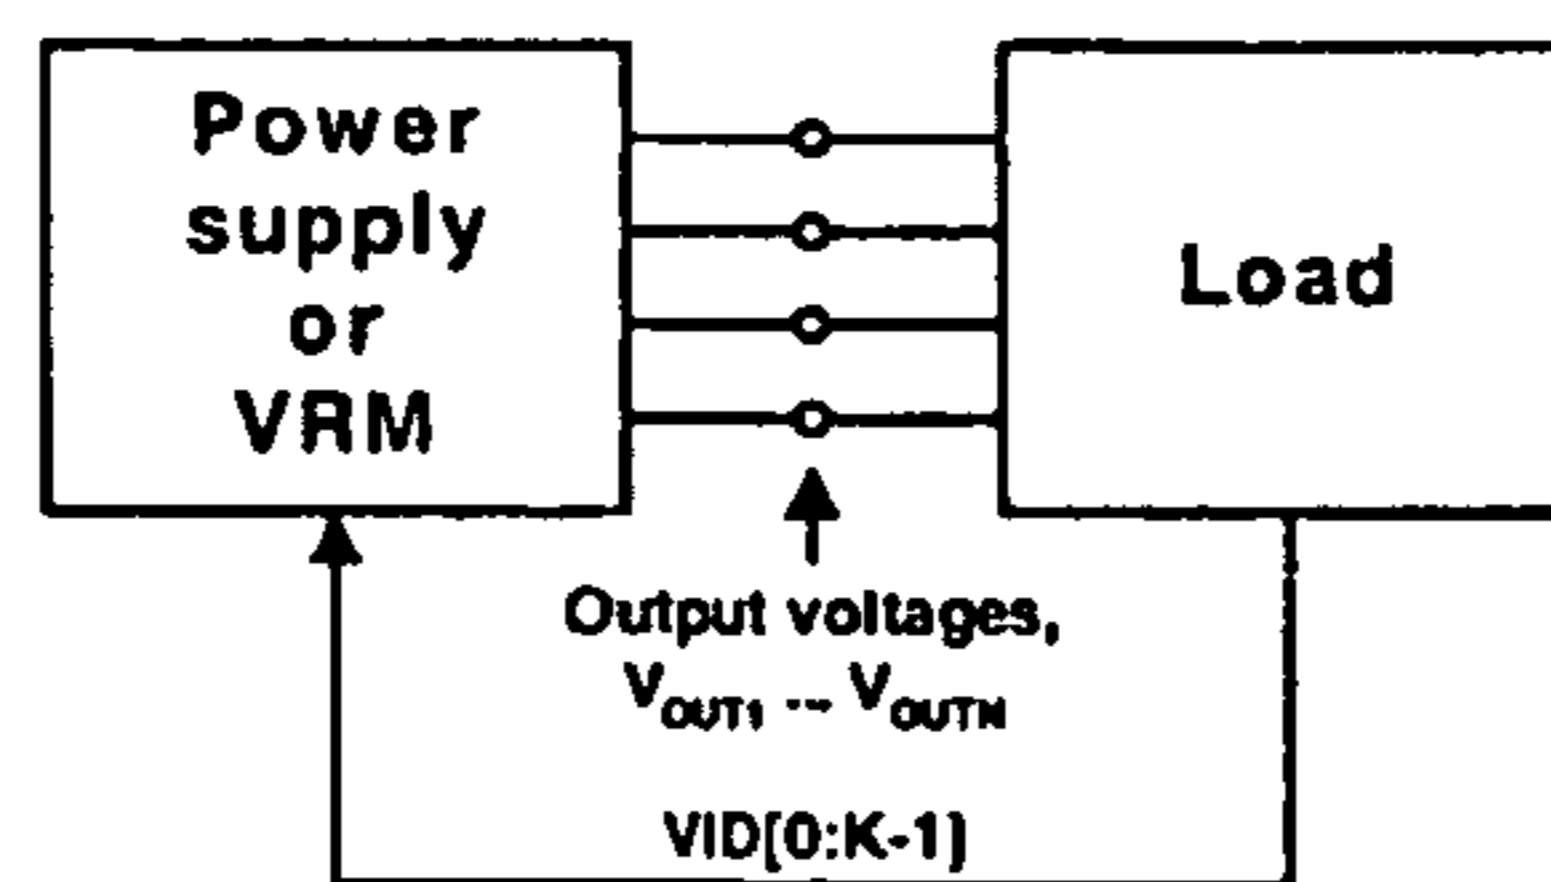 Power
supply
or
VRM
Load
Output voltages,
VOUT1 ... VOUTN
VID[0:K-1]